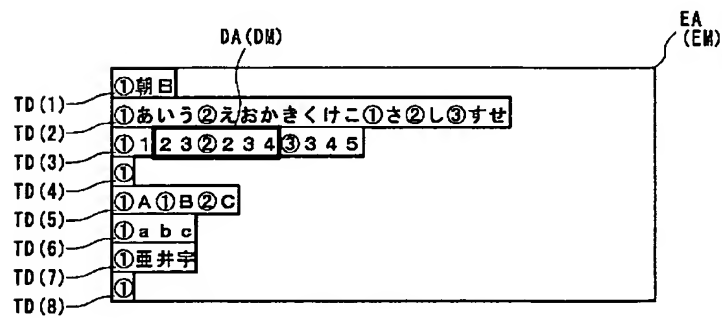 DA(DM)
EA
(EM)
TD(1) ①朝日
TD(2) ①あいう②えおかきくけこ①さ②し③すせ
TD(3) ①123②234③345
TD(4) ①
TD(5) ①A①B②C
TD(6) ①abc
TD(7) ①亜井宇
TD(8) ①